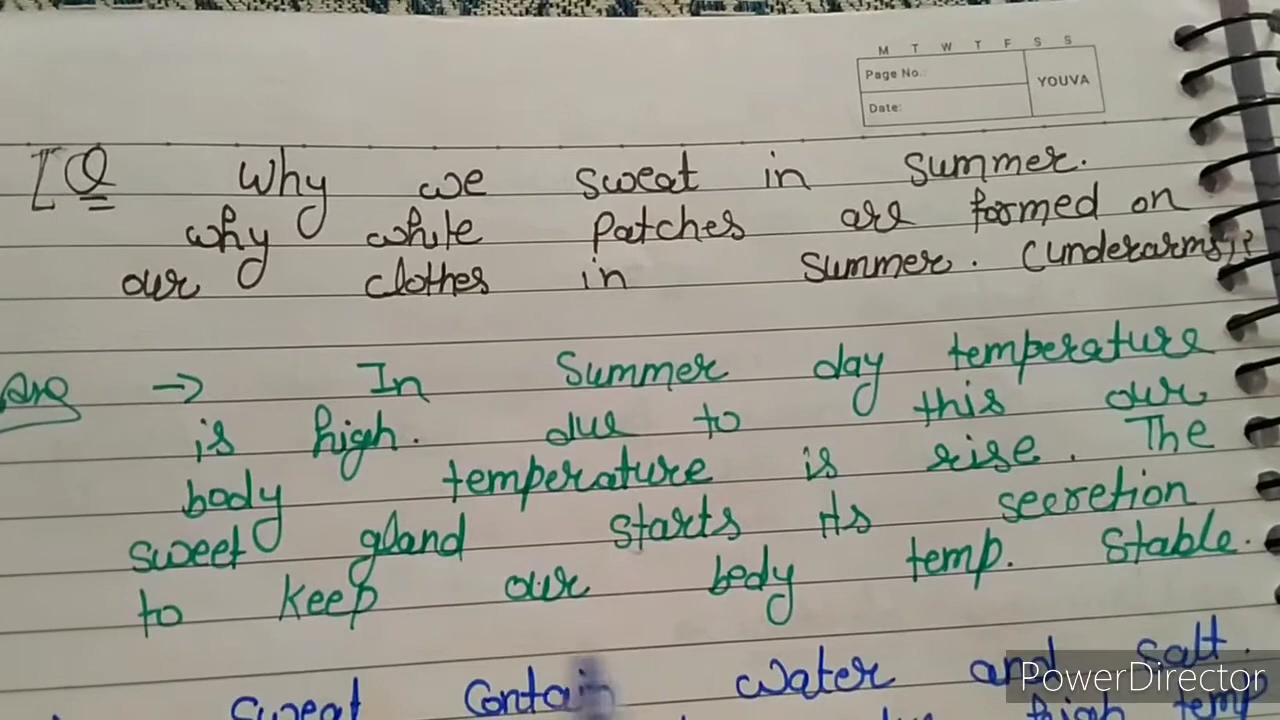 M T W T F S S
Page No.:
YOUVA
Date:
[Q Why we sweat in summer.
why white patches are formed on
our clothes in summer. (underarms)?
Ans → In Summer day temperature
is high. due to this our
body temperature is rise. The
sweet gland starts its secretion
to keep our body temp. stable.
Sweat Contain water and salt.
high temp
PowerDirector